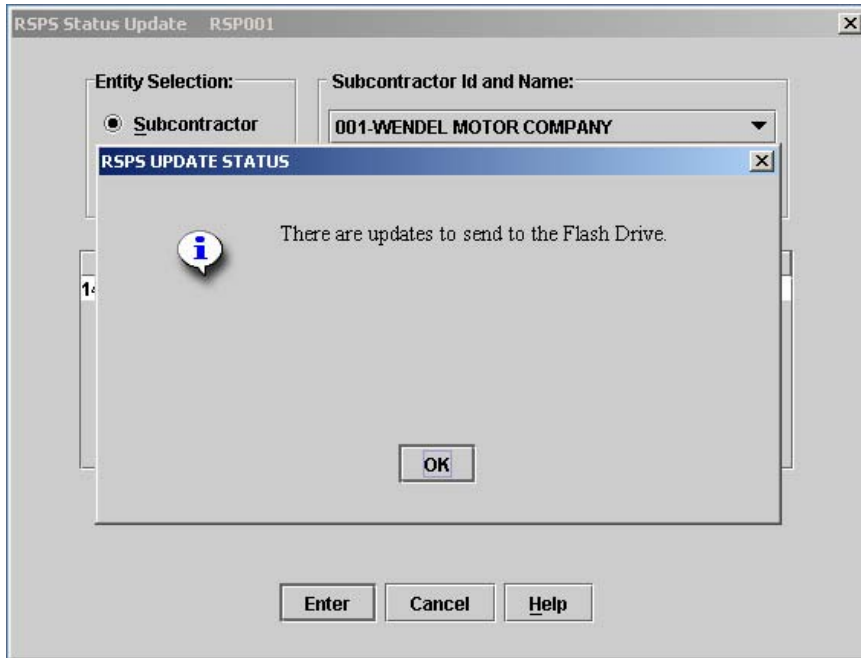 RSPS Status Update RSP001
Entity Selection:
Subcontractor Id and Name:
Subcontractor
001-WENDEL MOTOR COMPANY
RSPS UPDATE STATUS
There are updates to send to the Flash Drive.
14
OK
Enter
Cancel
Help